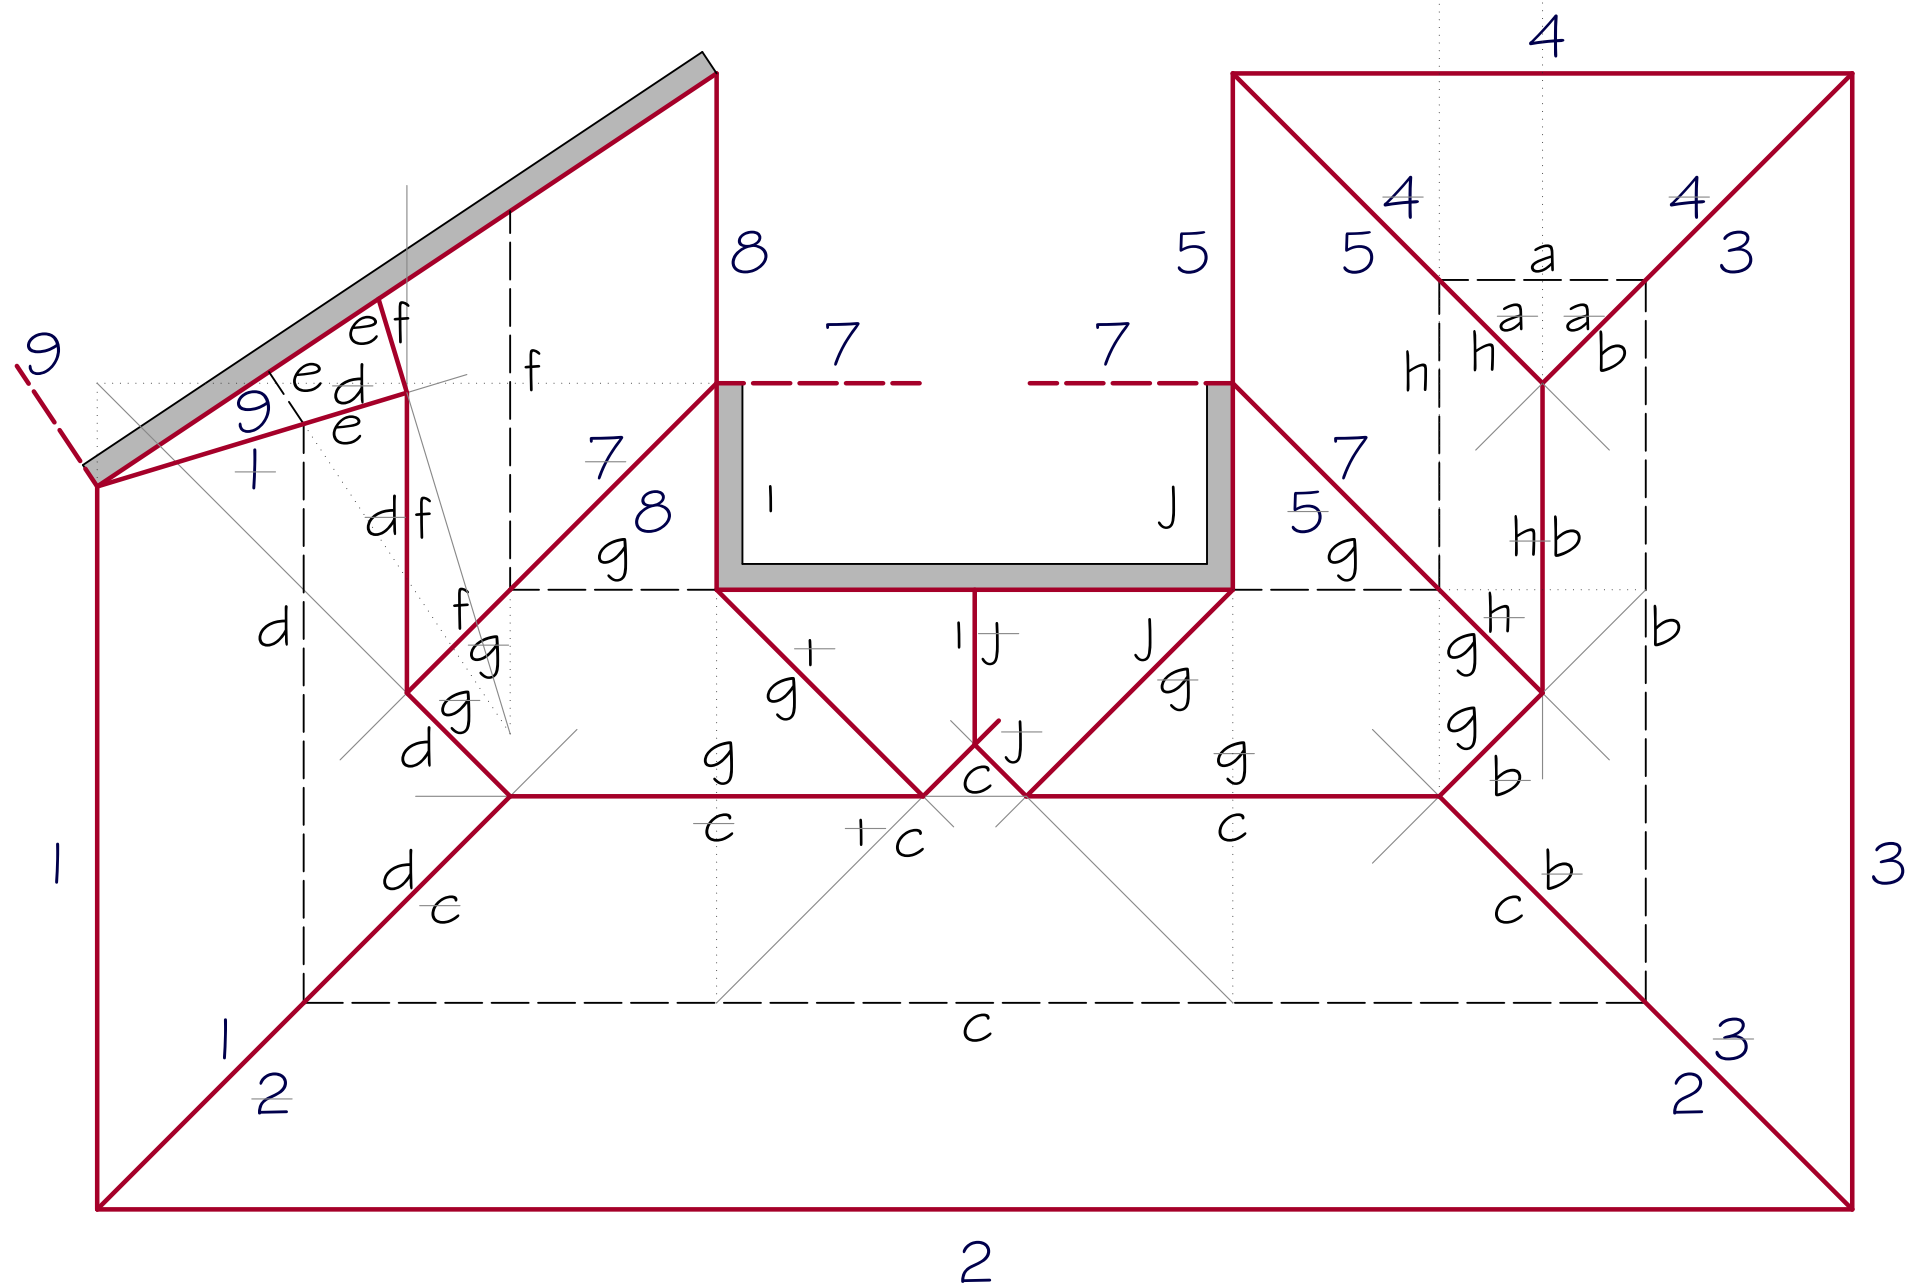 4
4 4
8 5 5 3
a
9 7 7
e f a a
f h b
h
e d
9 e
1
7 7
8 i j 5
d f g g h b
f h
d i i j j b
g g
g g
g g
d g g j b
c
c i c c
1 d b 3
c c
c
1 3
2 2
2